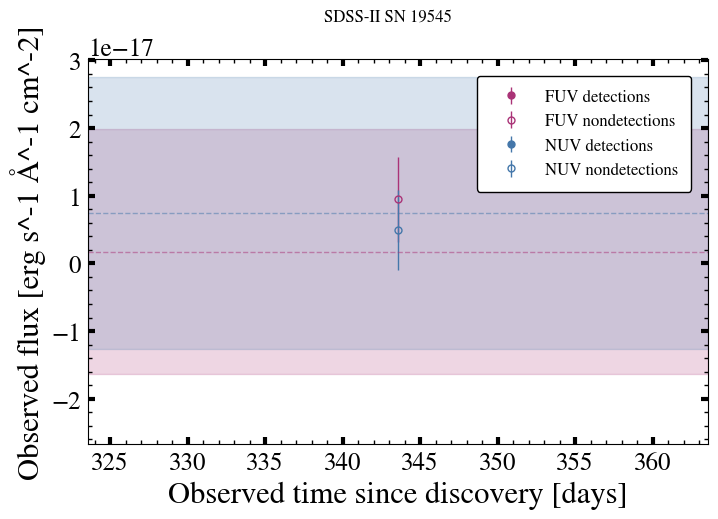 SDSS-II SN 19545
1e−17
Observed flux [erg s^-1 Å^-1 cm^-2]
3
2
1
0
−1
−2
FUV detections
FUV nondetections
NUV detections
NUV nondetections
325 330 335 340 345 350 355 360
Observed time since discovery [days]